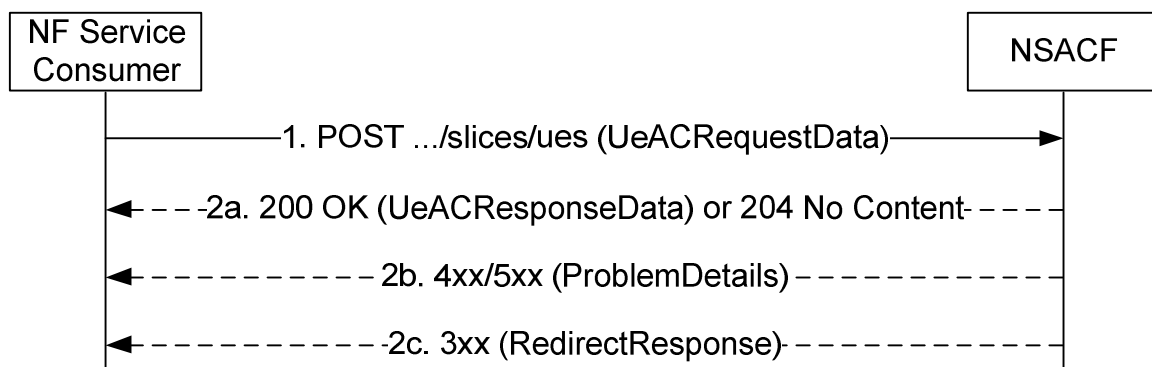 NF Service
Consumer
NSACF
1. POST .../slices/ues (UeACRequestData)
2a. 200 OK (UeACResponseData) or 204 No Content
2b. 4xx/5xx (ProblemDetails)
2c. 3xx (RedirectResponse)